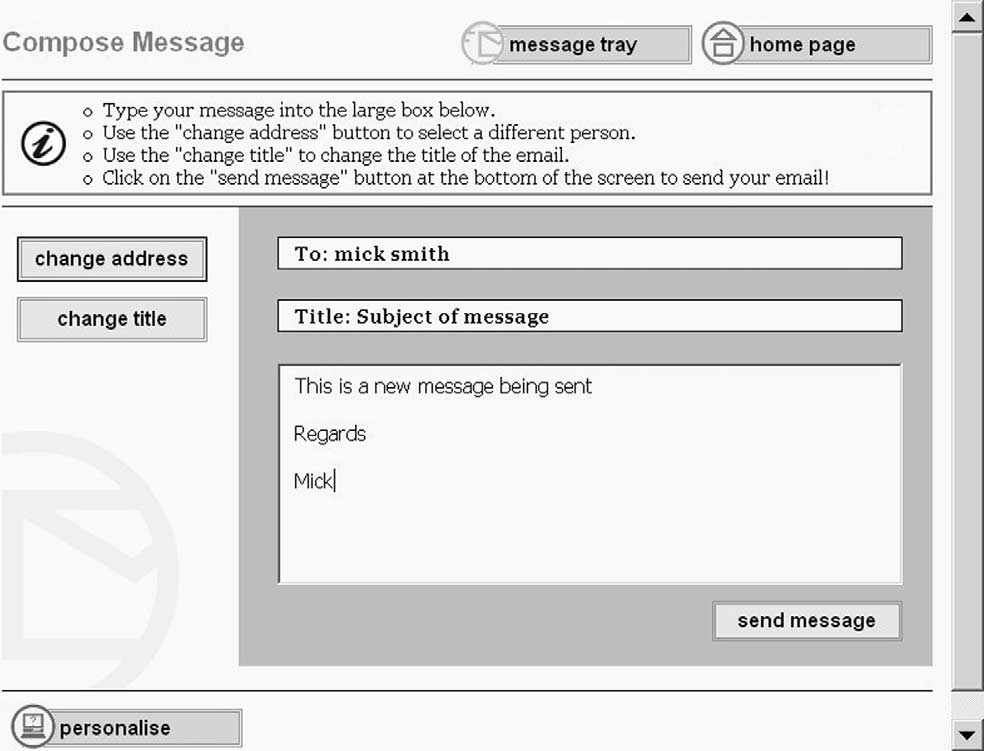 Compose Message
message tray
home page
Type your message into the large box below.
Use the "change address" button to select a different person.
Use the "change title" to change the title of the email.
Click on the "send message" button at the bottom of the screen to send your email!
change address
change title
To: mick smith
Title: Subject of message
This is a new message being sent
Regards
Mick
send message
personalise